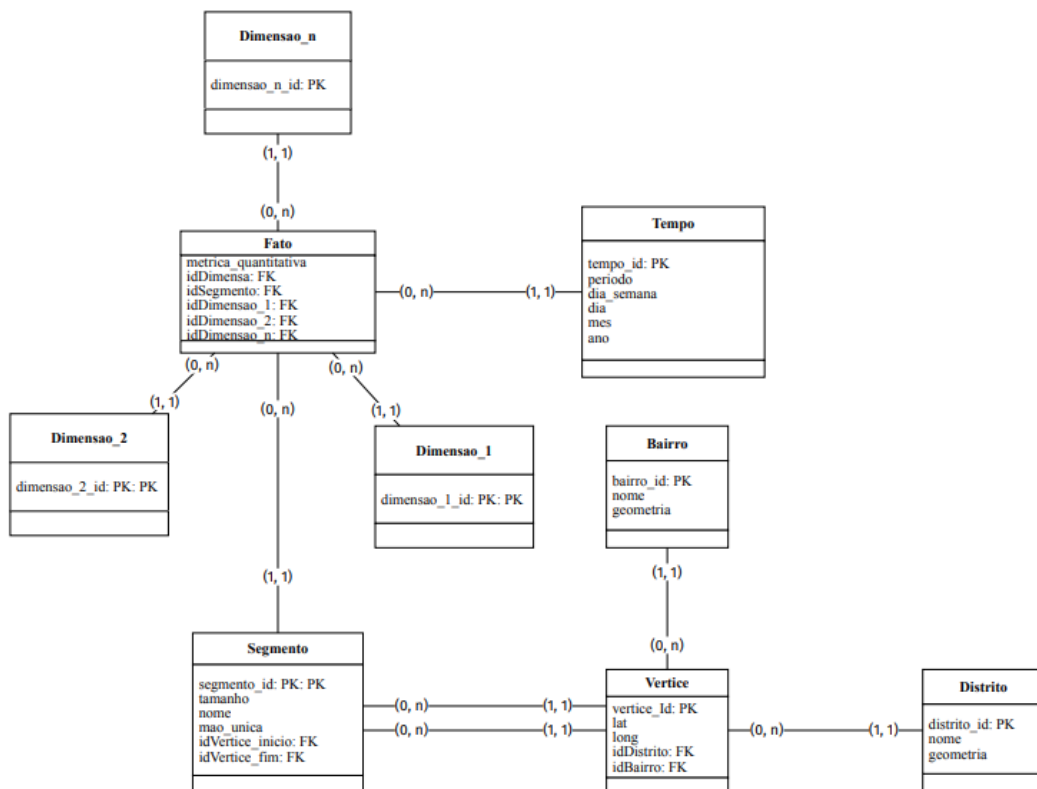 Dimensao_n
dimensao_n_id: PK
(1, 1)
(0, n)
Fato
metrica_quantitativa
idDimensa: FK
idSegmento: FK
idDimensao_1: FK
idDimensao_2: FK
idDimensao_n: FK
(0, n)
(1, 1)
Tempo
tempo_id: PK
periodo
dia_semana
dia
mes
ano
(0, n)
(1, 1)
(0, n)
(0, n)
(1, 1)
Dimensao_2
dimensao_2_id: PK: PK
Dimensao_1
dimensao_1_id: PK: PK
Bairro
bairro_id: PK
nome
geometria
(1, 1)
(1, 1)
(0, n)
Segmento
segmento_id: PK: PK
tamanho
nome
mao_unica
idVertice_inicio: FK
idVertice_fim: FK
(0, n)
(1, 1)
(0, n)
(1, 1)
Vertice
vertice_Id: PK
lat
long
idDistrito: FK
idBairro: FK
(0, n)
(1, 1)
Distrito
distrito_id: PK
nome
geometria